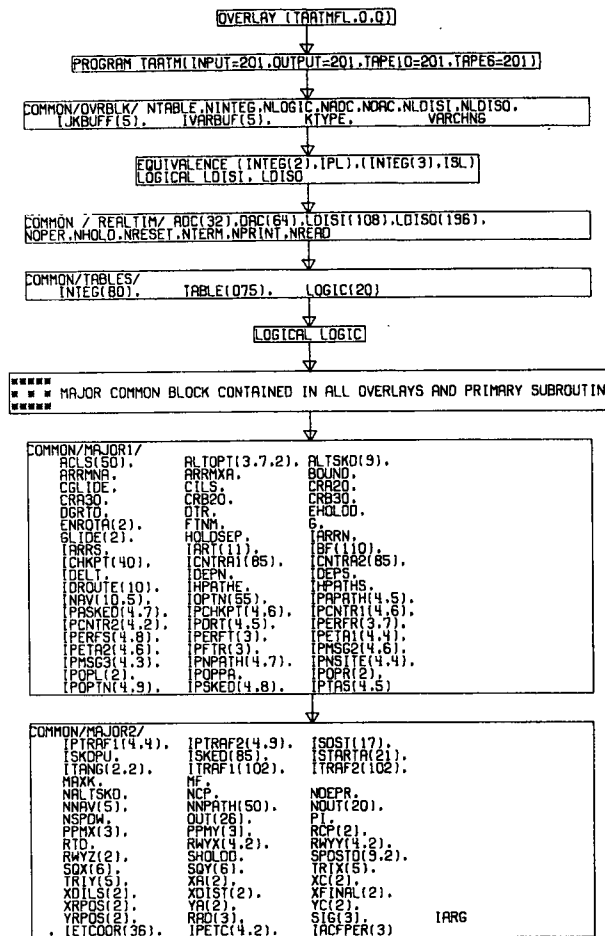 OVERLAY (TAATMFL,0,0)
PROGRAM TAATM(INPUT=201,OUTPUT=201,TAPE10=201,TAPE6=201)
COMMON/OVRBLK/ NTABLE,NINTEG,NLOGIC,NADC,NDAC,NLDISI,NLDISO,
IJKBUFF(5), IVARBUF(5), KTYPE, VARCHNG
EQUIVALENCE (INTEG(2),IPL),(INTEG(3),ISL)
LOGICAL LDISI, LDISO
COMMON / REALTIM/ ADC(32),DAC(64),LDISI(108),LDISO(196),
NOPER,NHOLD,NRESET,NTERM,NPRINT,NREAD
COMMON/TABLES/
INTEG(80), TABLE(075), LOGIC(20)
LOGICAL LOGIC
***** 
* * * MAJOR COMMON BLOCK CONTAINED IN ALL OVERLAYS AND PRIMARY SUBROUTIN
*****
COMMON/MAJOR1/
ACLS(50), ALTOPT(3,7,2), ALTSKD(9),
ARRMNA, ARRMXA, BOUND,
CGLIDE, CILS, CRA20,
CRA30, CRB20, CRB30,
DGRTD, DTR, EHOLDD,
ENROTA(2), FTNM, G,
GLIDE(2), HOLDSEP, IARRN,
IARRS, IART(11), IBF(110),
ICHKPT(40), ICNTRA1(85), ICNTRA2(85),
IDELT, IDEPN, IDEPS,
IDROUTE(10), IHPATHE, IHPATHS,
INAV(10,5), IOPTN(55), IPAPATH(4,5),
IPASKED(4,7), IPCHKPT(4,6), IPCNTR1(4,6),
IPCNTR2(4,2), IPORT(4,5), IPERFR(3,7),
IPERFS(4,8), IPERFT(3), IPETA1(4,4),
IPETA2(4,6), IPFTR(3), IPMSG2(4,6),
IPMSG3(4,3), IPNPATH(4,7), IPNSITE(4,4),
IPOPL(2), IPOPPA, IPOPR(2),
IPOPTN(4,9), IPSKED(4,8), IPTAS(4,5)
COMMON/MAJOR2/
IPTRAF1(4,4), IPTRAF2(4,9), ISOST(17),
ISKDPU, ISKED(85), ISTARTA(21),
ITANG(2,2), ITRAF1(102), ITRAF2(102),
MAXK, MF,
NALTSKD, NCP, NDEPR,
NNAV(5), NNPATH(50), NOUT(20),
NSPDW, OUT(26), PI,
PPMX(3), PPMY(3), RCP(2),
RTD, RWYX(4,2), RWYY(4,2),
RWYZ(2), SHOLDD, SPDSTD(9,2),
SQX(6), SQY(6), TRIX(5),
TRIY(5), XA(2), XC(2),
XDILS(2), XDIST(2), XFINAL(2),
XRPOS(2), YA(2), YC(2),
YRPOS(2), RAD(3), SIG(3), IARG
, IETCOOR(36), IPETC(4,2), IACFPER(3)